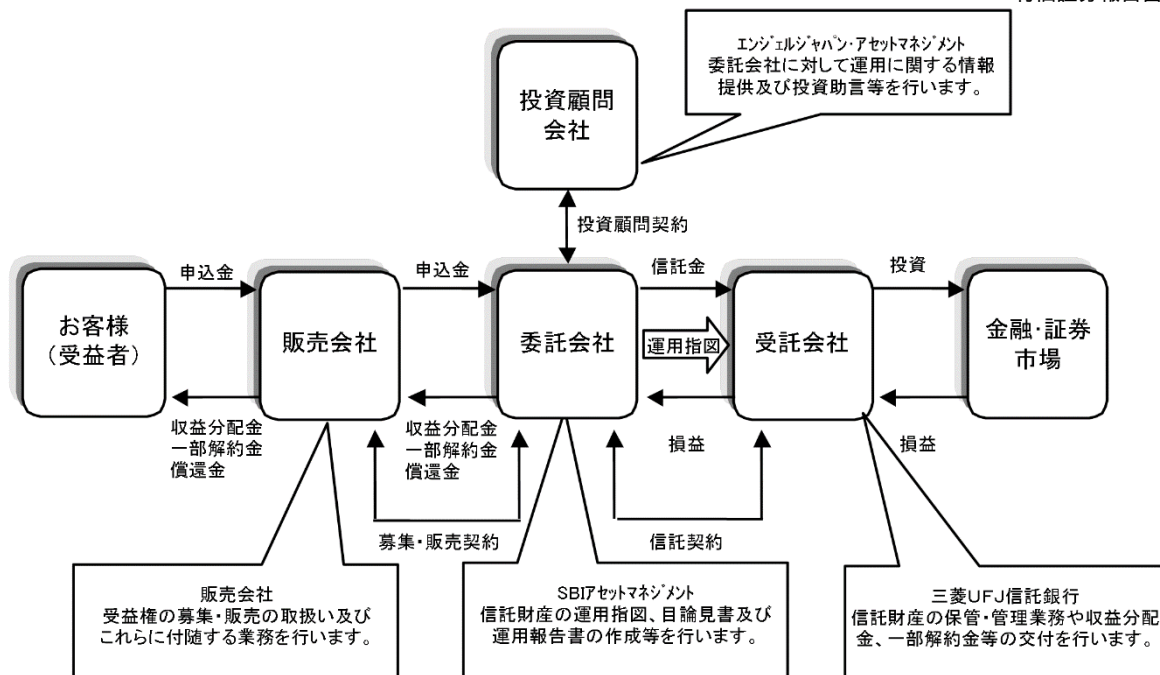 エンジェルジャパン・アセットマネジメント
委託会社に対して運用に関する情報
提供及び投資助言等を行います。
投資顧問
会社
投資顧問契約
申込金
申込金
信託金
投資
お客様
(受益者)
販売会社
委託会社
運用指図
受託会社
金融・証券
市場
収益分配金
一部解約金
償還金
収益分配金
一部解約金
償還金
損益
損益
募集・販売契約
信託契約
販売会社
受益権の募集・販売の取扱い及び
これらに付随する業務を行います。
SBIアセットマネジメント
信託財産の運用指図、目論見書及び
運用報告書の作成等を行います。
三菱UFJ信託銀行
信託財産の保管・管理業務や収益分配
金、一部解約金等の交付を行います。